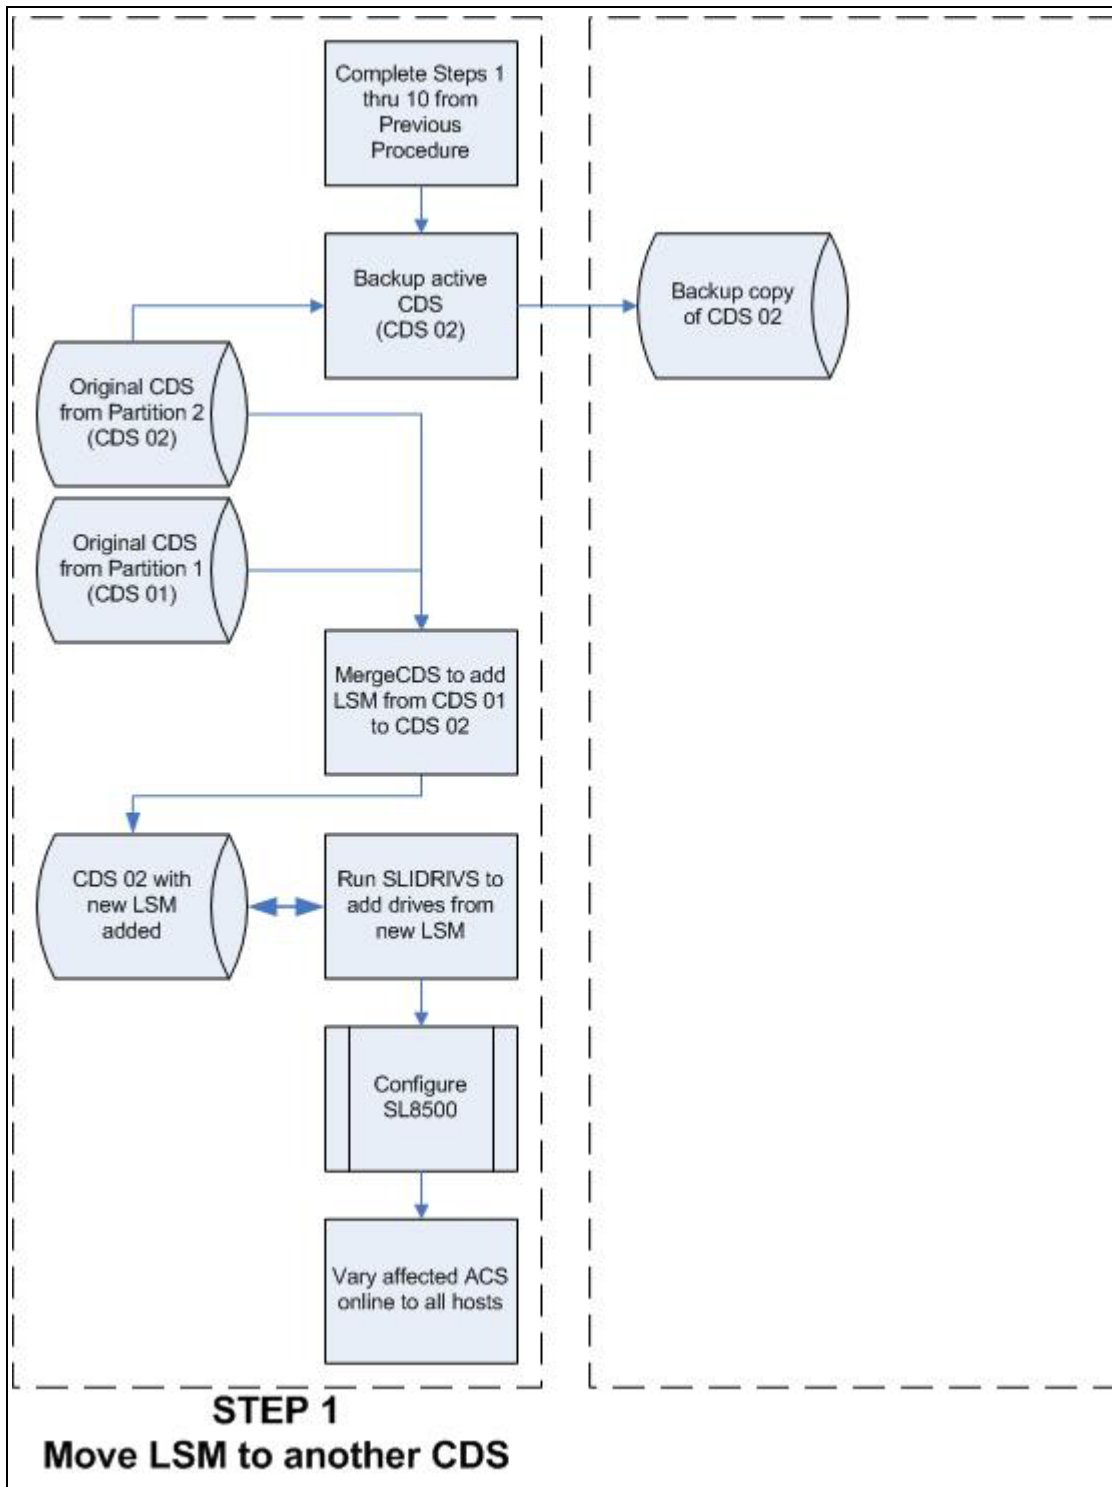 Complete Steps 1
thru 10 from
Previous
Procedure
Backup active
CDS
(CDS 02)
Backup copy
of CDS 02
Original CDS
from Partition 2
(CDS 02)
Original CDS
from Partition 1
(CDS 01)
MergeCDS to add
LSM from CDS 01
to CDS 02
CDS 02 with
new LSM
added
Run SLIDRIVS to
add drives from
new LSM
Configure
SL8500
Vary affected ACS
online to all hosts
STEP 1
Move LSM to another CDS